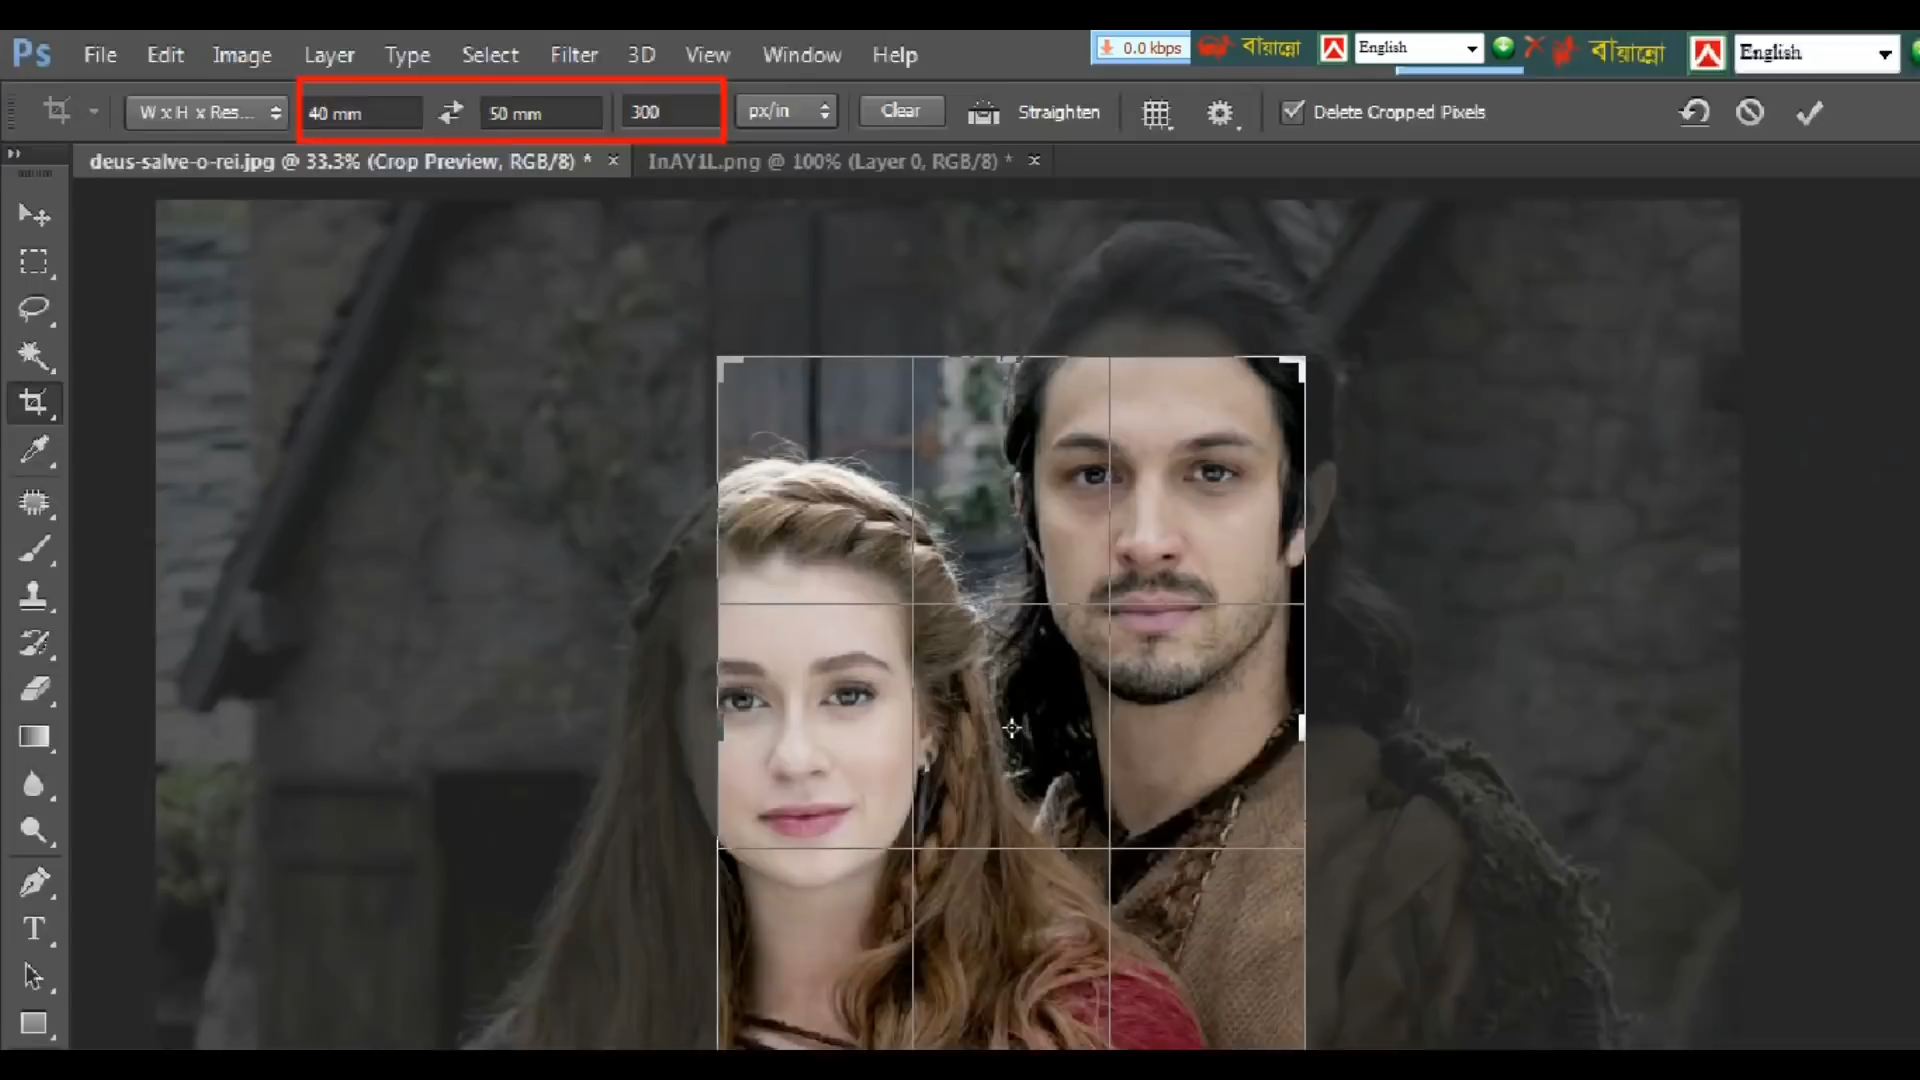 Ps File Edit Image Layer Type Select Filter 3D View Window Help 0.0 kbps বায়ান্নো English বায়ান্নো English
W x H x Res... 40 mm 50 mm 300 px/in Clear Straighten Delete Cropped Pixels
deus-salve-o-rei.jpg @ 33.3% (Crop Preview, RGB/8) * × InAY1L.png @ 100% (Layer 0, RGB/8) * ×
T